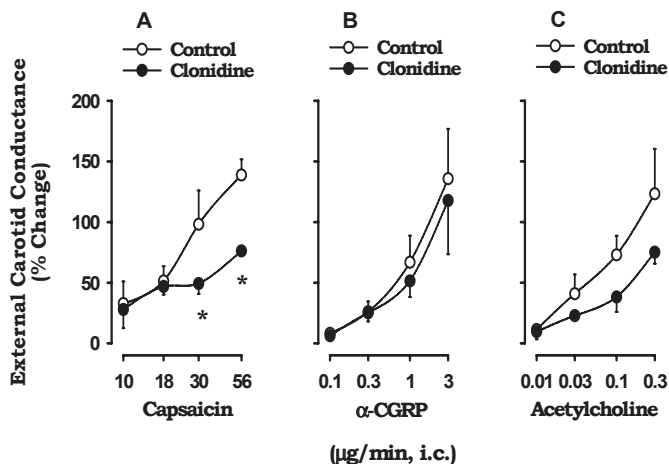 A B C
Control Control Control
Clonidine Clonidine Clonidine
External Carotid Conductance
(% Change)
200
150
100
50
0
*
*
10 18 30 56
0.1 0.3 1 3
0.01 0.03 0.1 0.3
Capsaicin α-CGRP Acetylcholine
(µg/min, i.c.)